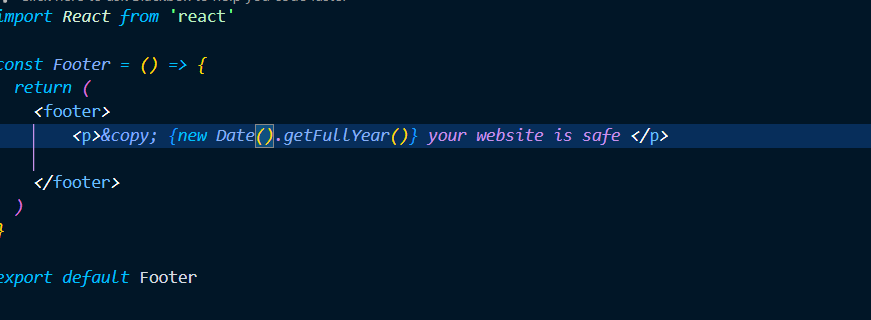 import React from 'react'
const Footer = () => {
return (
<footer>
<p>&copy; {new Date().getFullYear()} your website is safe </p>
</footer>
)
}
export default Footer